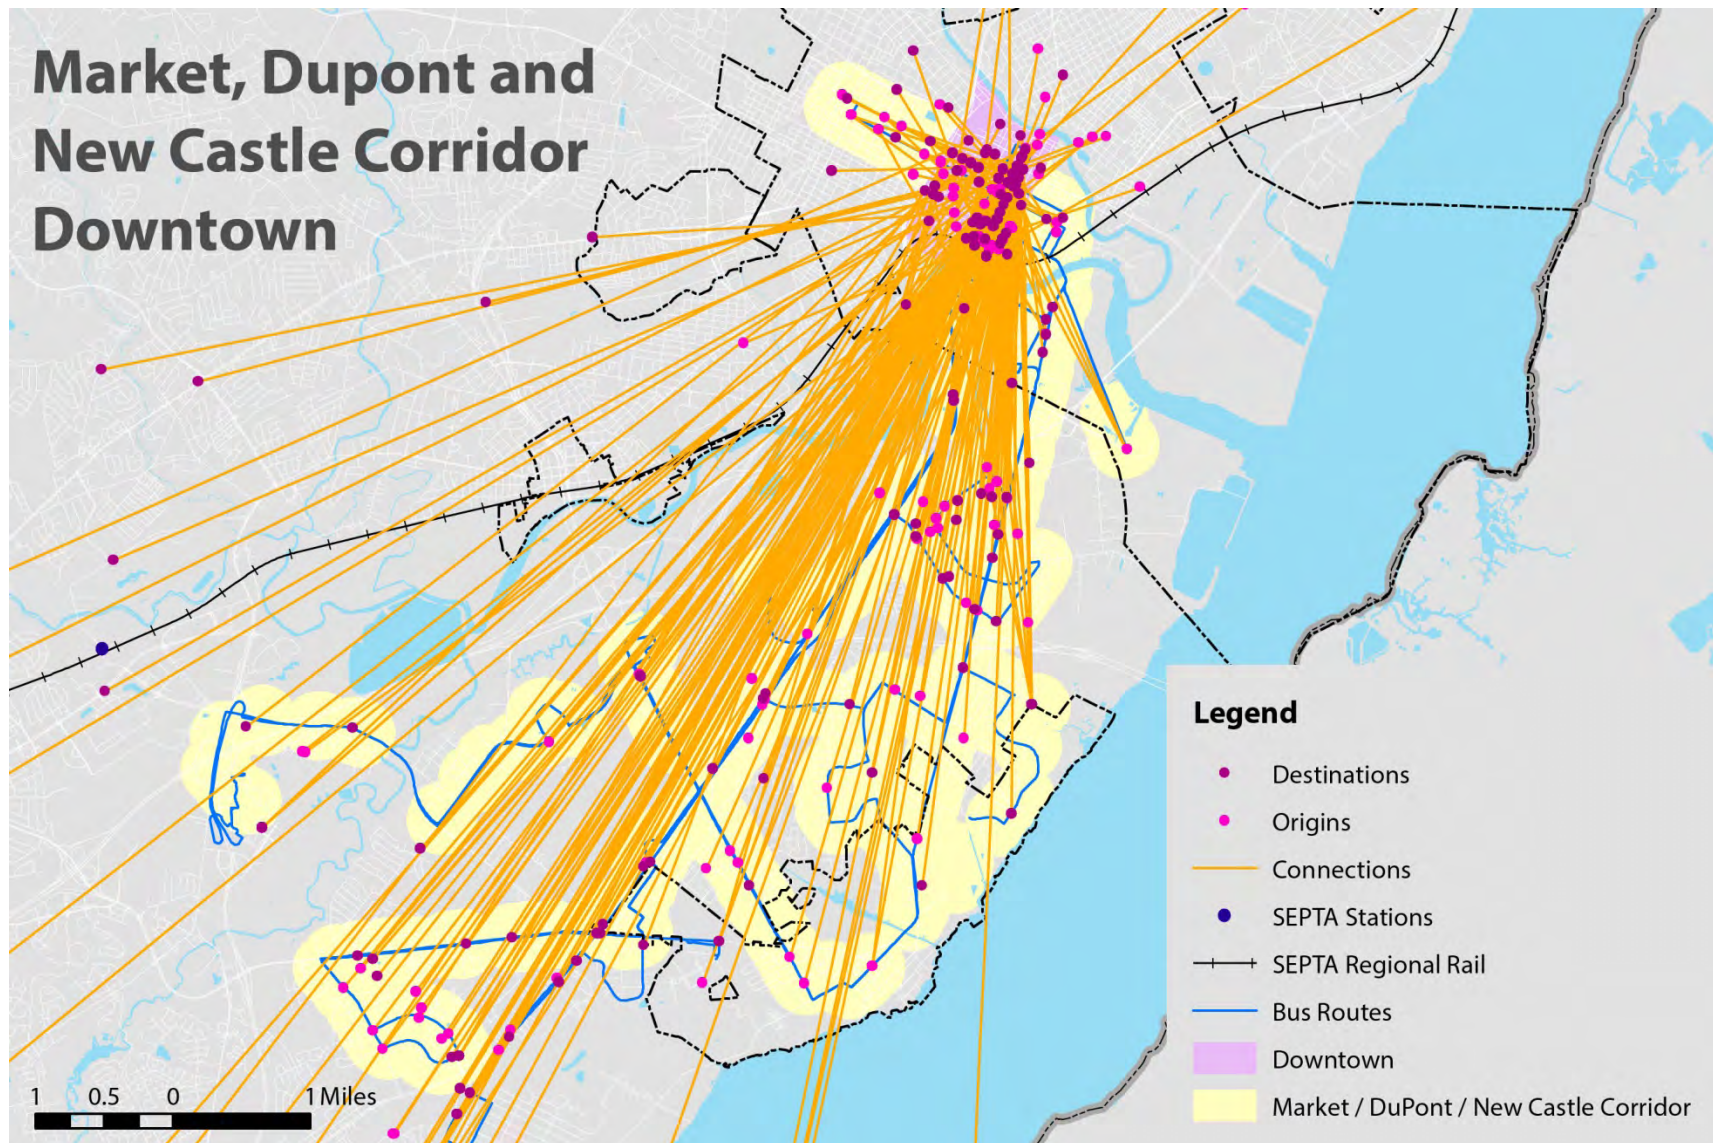 Market, Dupont and
New Castle Corridor
Downtown
Legend
Destinations
Origins
Connections
SEPTA Stations
SEPTA Regional Rail
Bus Routes
Downtown
Market / DuPont / New Castle Corridor
1 0.5 0 1 Miles